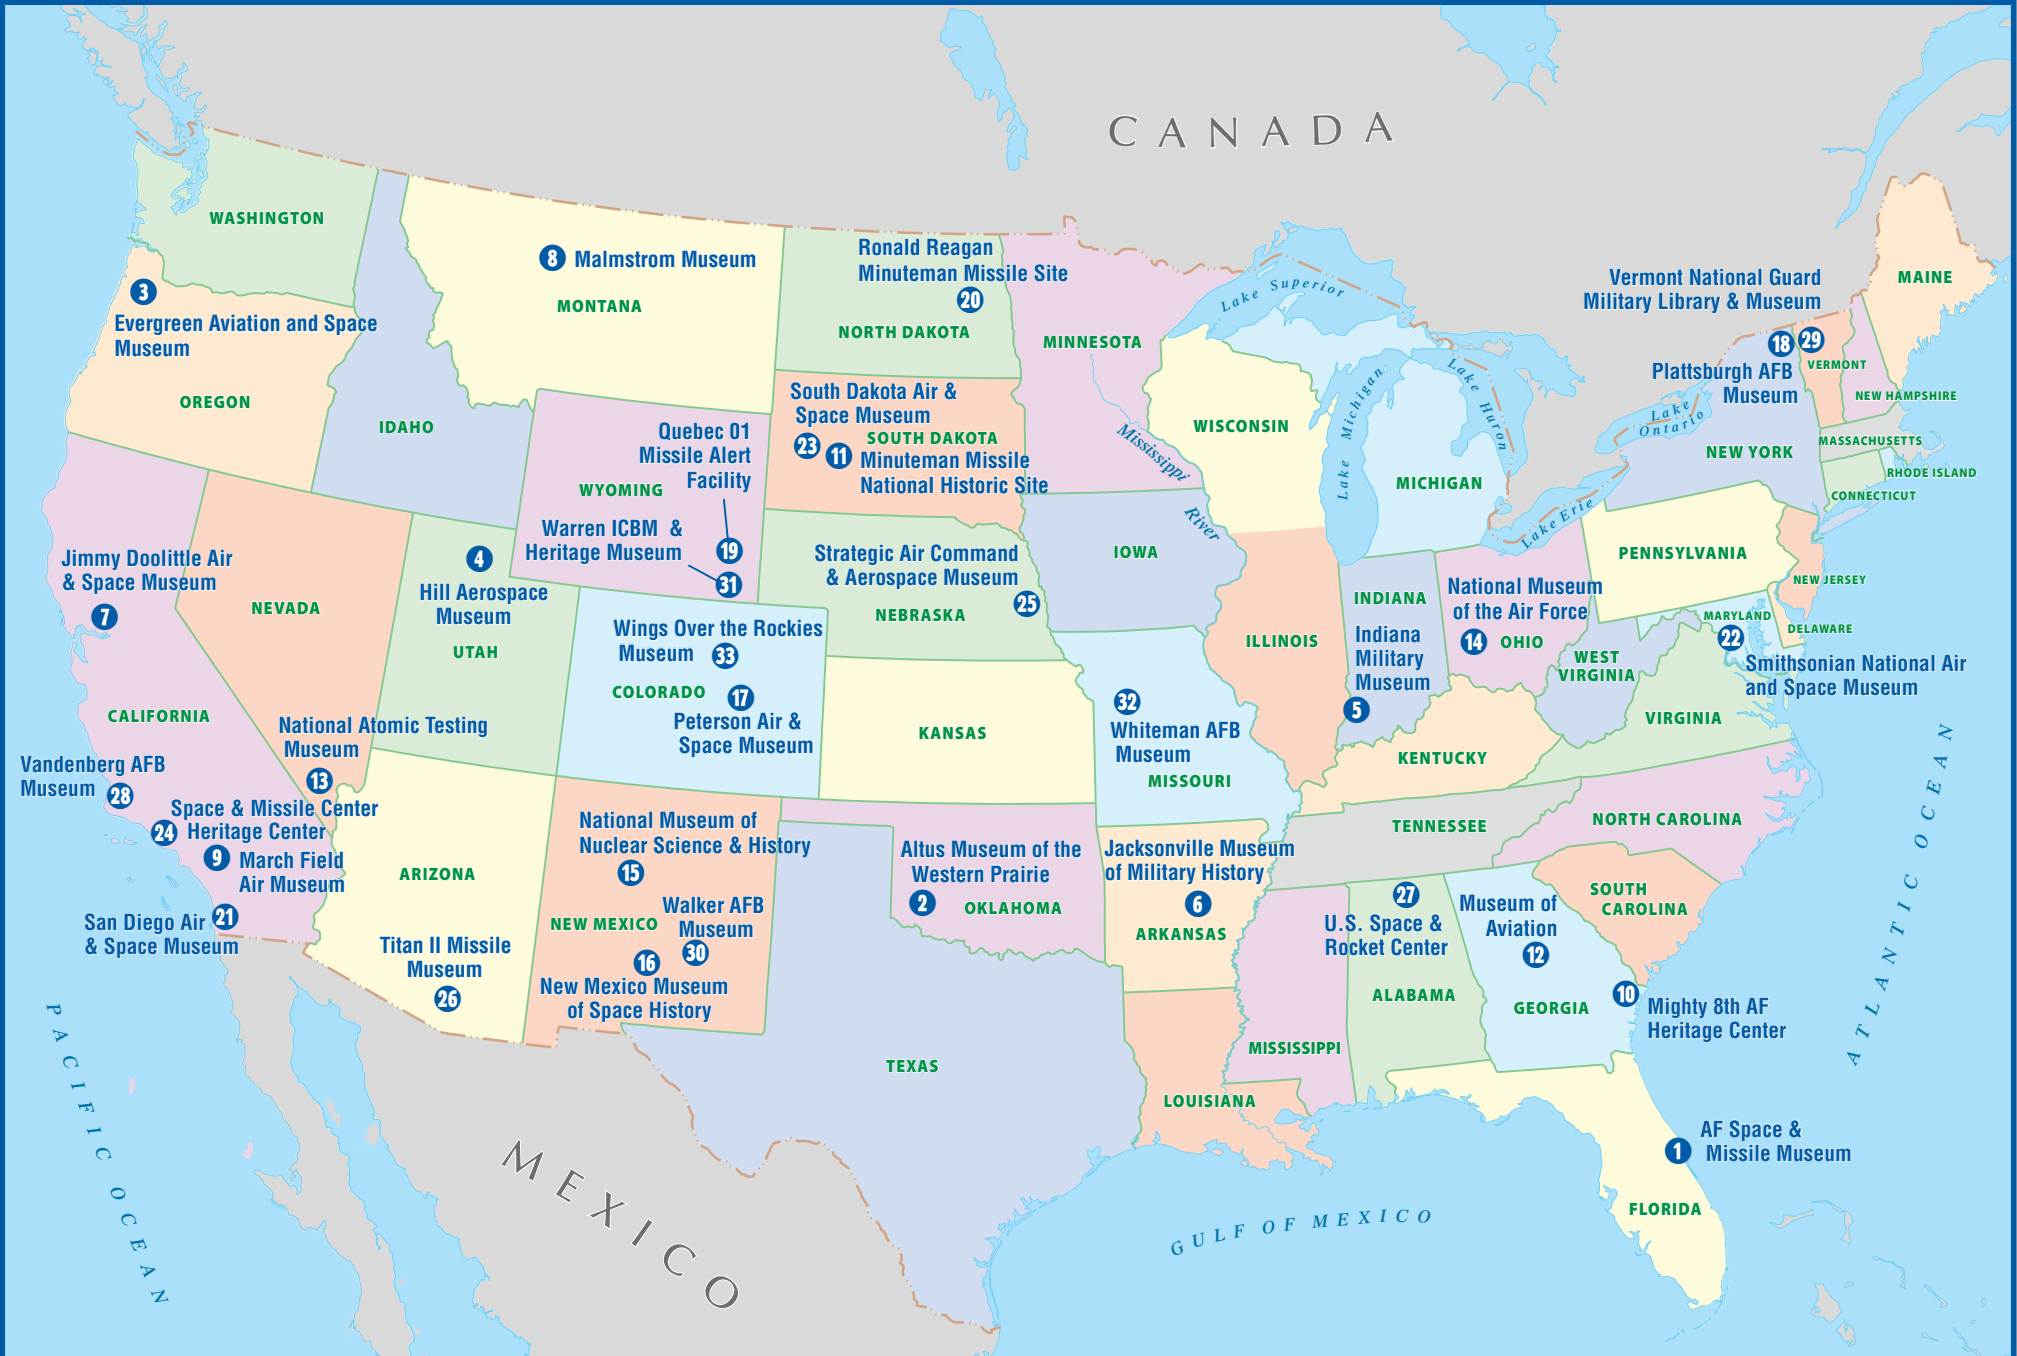 CANADA
WASHINGTON
3
Evergreen Aviation and Space
Museum
OREGON
IDAHO
8 Malmstrom Museum
MONTANA
Ronald Reagan
Minuteman Missile Site
20
NORTH DAKOTA
MINNESOTA
Lake Superior
South Dakota Air &
Space Museum
SOUTH DAKOTA
23 11
Minuteman Missile
National Historic Site
Quebec 01
Missile Alert
Facility
WYOMING
Warren ICBM &
Heritage Museum
19
31
Mississippi
River
WISCONSIN
Lake Michigan
Lake Huron
MICHIGAN
Lake Erie
Lake
Ontario
Vermont National Guard
Military Library & Museum
18 29
Plattsburgh AFB
Museum
VERMONT
MAINE
NEW HAMPSHIRE
MASSACHUSETTS
RHODE ISLAND
CONNECTICUT
NEW YORK
PENNSYLVANIA
NEW JERSEY
MARYLAND
DELAWARE
22
Smithsonian National Air
and Space Museum
Jimmy Doolittle Air
& Space Museum
7
NEVADA
4
Hill Aerospace
Museum
UTAH
Strategic Air Command
& Aerospace Museum
25
NEBRASKA
IOWA
ILLINOIS
INDIANA
Indiana
Military
Museum
5
National Museum
of the Air Force
14 OHIO
WEST
VIRGINIA
VIRGINIA
Wings Over the Rockies
Museum 33
COLORADO
17
Peterson Air &
Space Museum
KANSAS
32
Whiteman AFB
Museum
MISSOURI
KENTUCKY
CALIFORNIA
National Atomic Testing
Museum
13
Vandenberg AFB
Museum 28
Space & Missile Center
Heritage Center
24
9 March Field
Air Museum
San Diego Air
& Space Museum
21
ARIZONA
Titan II Missile
Museum
26
National Museum of
Nuclear Science & History
15
NEW MEXICO
Walker AFB
Museum
30
16
New Mexico Museum
of Space History
Altus Museum of the
Western Prairie
2 OKLAHOMA
Jacksonville Museum
of Military History
6
ARKANSAS
TENNESSEE
NORTH CAROLINA
SOUTH
CAROLINA
27
U.S. Space &
Rocket Center
ALABAMA
Museum of
Aviation
12
GEORGIA
10
Mighty 8th AF
Heritage Center
MISSISSIPPI
LOUISIANA
TEXAS
AF Space &
Missile Museum
1
FLORIDA
PACIFIC OCEAN
MEXICO
GULF OF MEXICO
ATLANTIC OCEAN